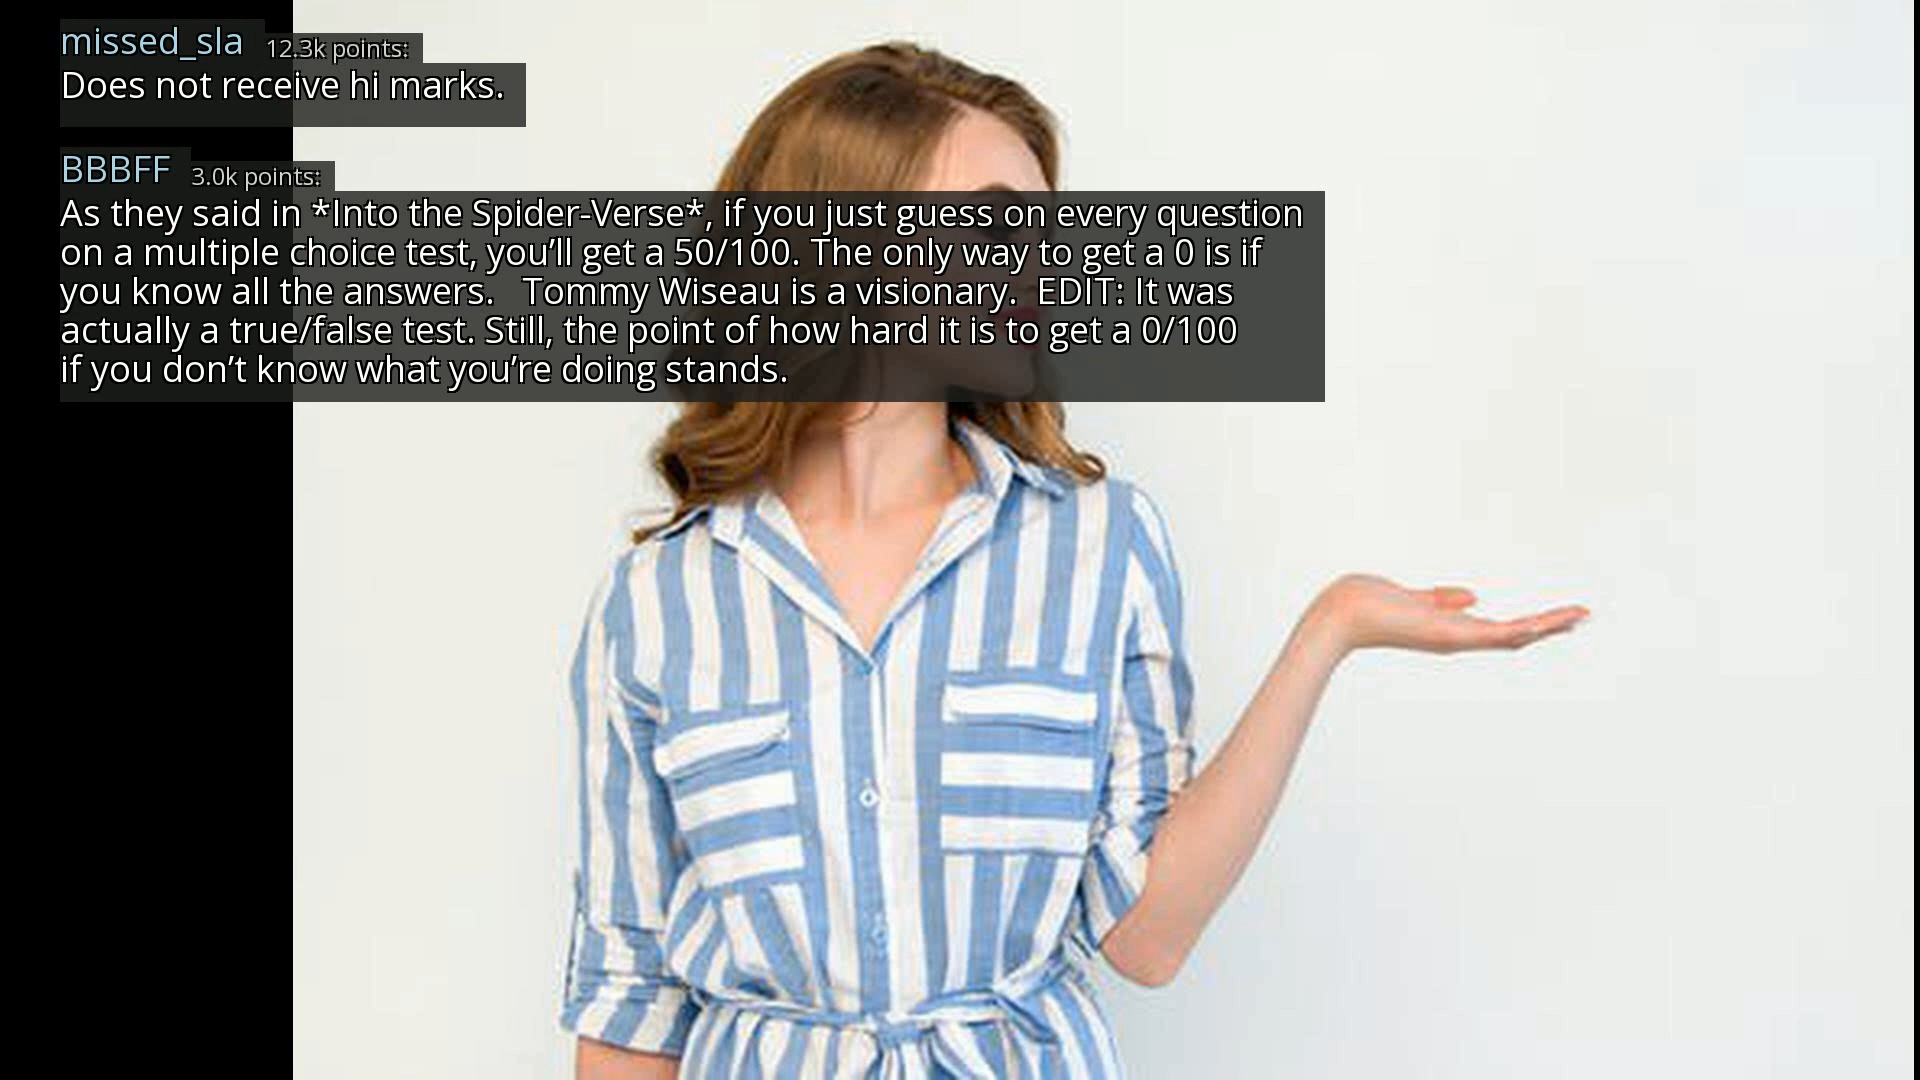 missed_sla 12.3k points:
Does not receive hi marks.
BBBFF 3.0k points:
As they said in *Into the Spider-Verse*, if you just guess on every question
on a multiple choice test, you’ll get a 50/100. The only way to get a 0 is if
you know all the answers.   Tommy Wiseau is a visionary.  EDIT: It was
actually a true/false test. Still, the point of how hard it is to get a 0/100
if you don’t know what you’re doing stands.